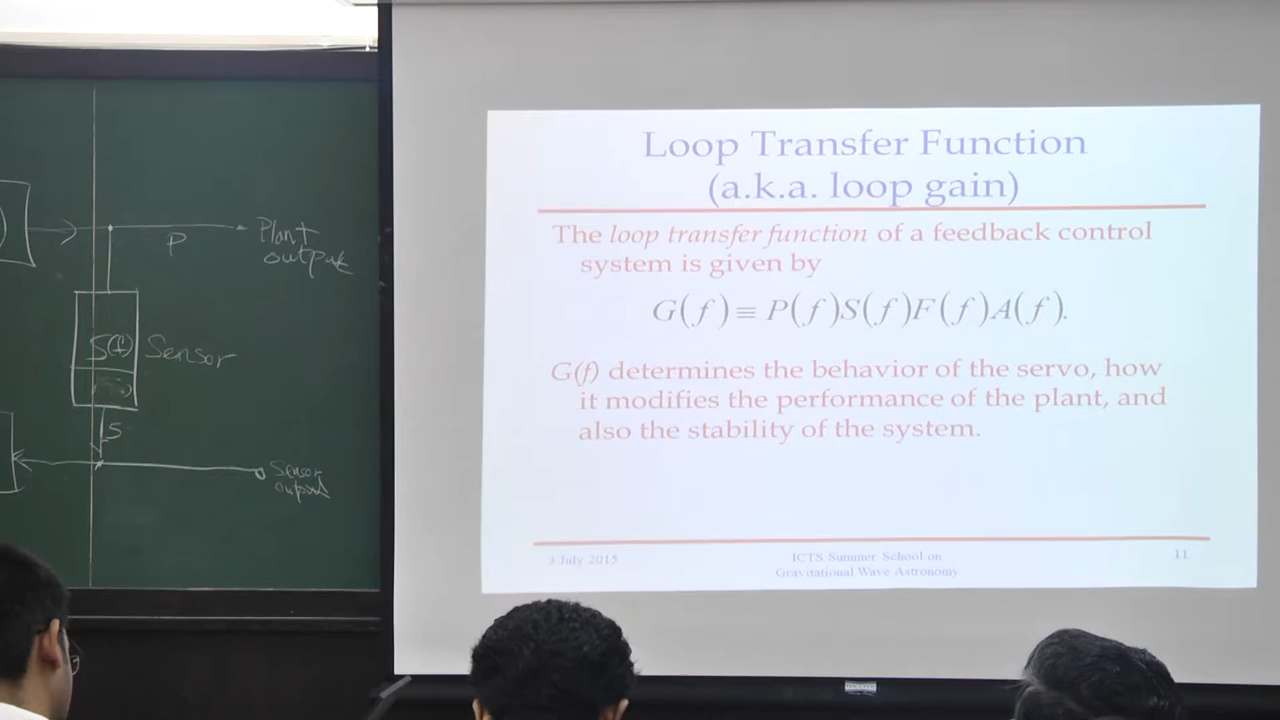 Plant
output
P
S(f) Sensor
S
Sensor
output
Loop Transfer Function
(a.k.a. loop gain)
The loop transfer function of a feedback control
system is given by
G(f) ≡ P(f)S(f)F(f)A(f).
G(f) determines the behavior of the servo, how
it modifies the performance of the plant, and
also the stability of the system.
3 July 2015
ICTS Summer School on
Gravitational Wave Astronomy
11